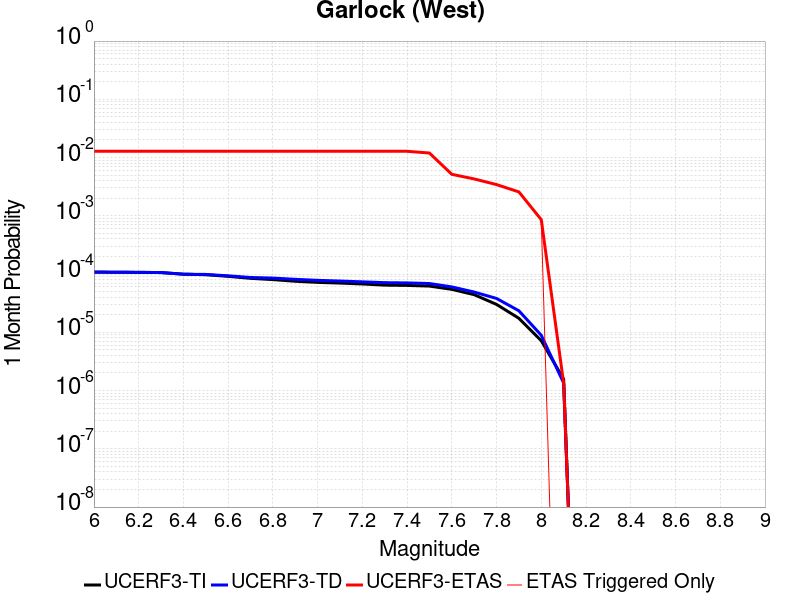 Garlock (West)
10^0
10^-1
10^-2
10^-3
10^-4
10^-5
10^-6
10^-7
10^-8
1 Month Probability
6 6.2 6.4 6.6 6.8 7 7.2 7.4 7.6 7.8 8 8.2 8.4 8.6 8.8 9
Magnitude
UCERF3-TI UCERF3-TD UCERF3-ETAS ETAS Triggered Only